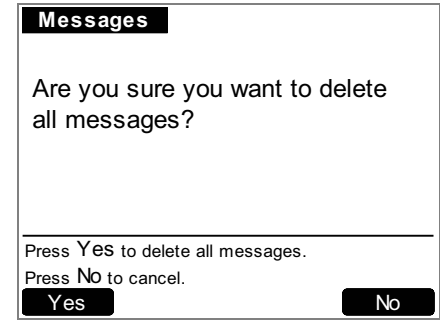 Messages
Are you sure you want to delete
all messages?
Press Yes to delete all messages.
Press No to cancel.
Yes No